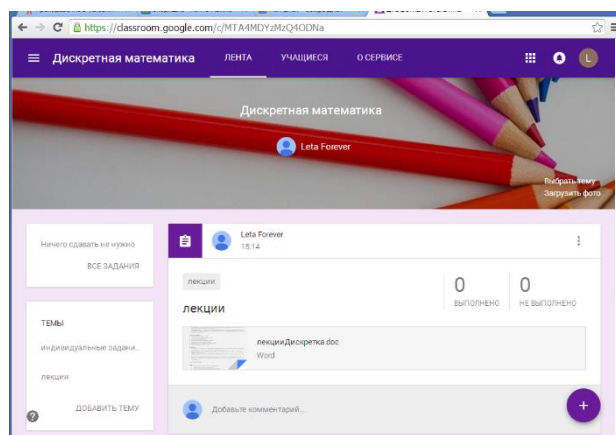 https://classroom.google.com/c/MTA4MDYzMzQ4ODNa
Дискретная математика ЛЕНТА УЧАЩИЕСЯ О СЕРВИСЕ L
Дискретная математика
Leta Forever
Выбрать тему
Загрузить фото
Ничего сдавать не нужно
ВСЕ ЗАДАНИЯ
ТЕМЫ
индивидуальные задани...
лекции
ДОБАВИТЬ ТЕМУ
Leta Forever
15:14
лекции
лекции
0 0
ВЫПОЛНЕНО НЕ ВЫПОЛНЕНО
лекцииДискретка.doc
Word
Добавьте комментарий...